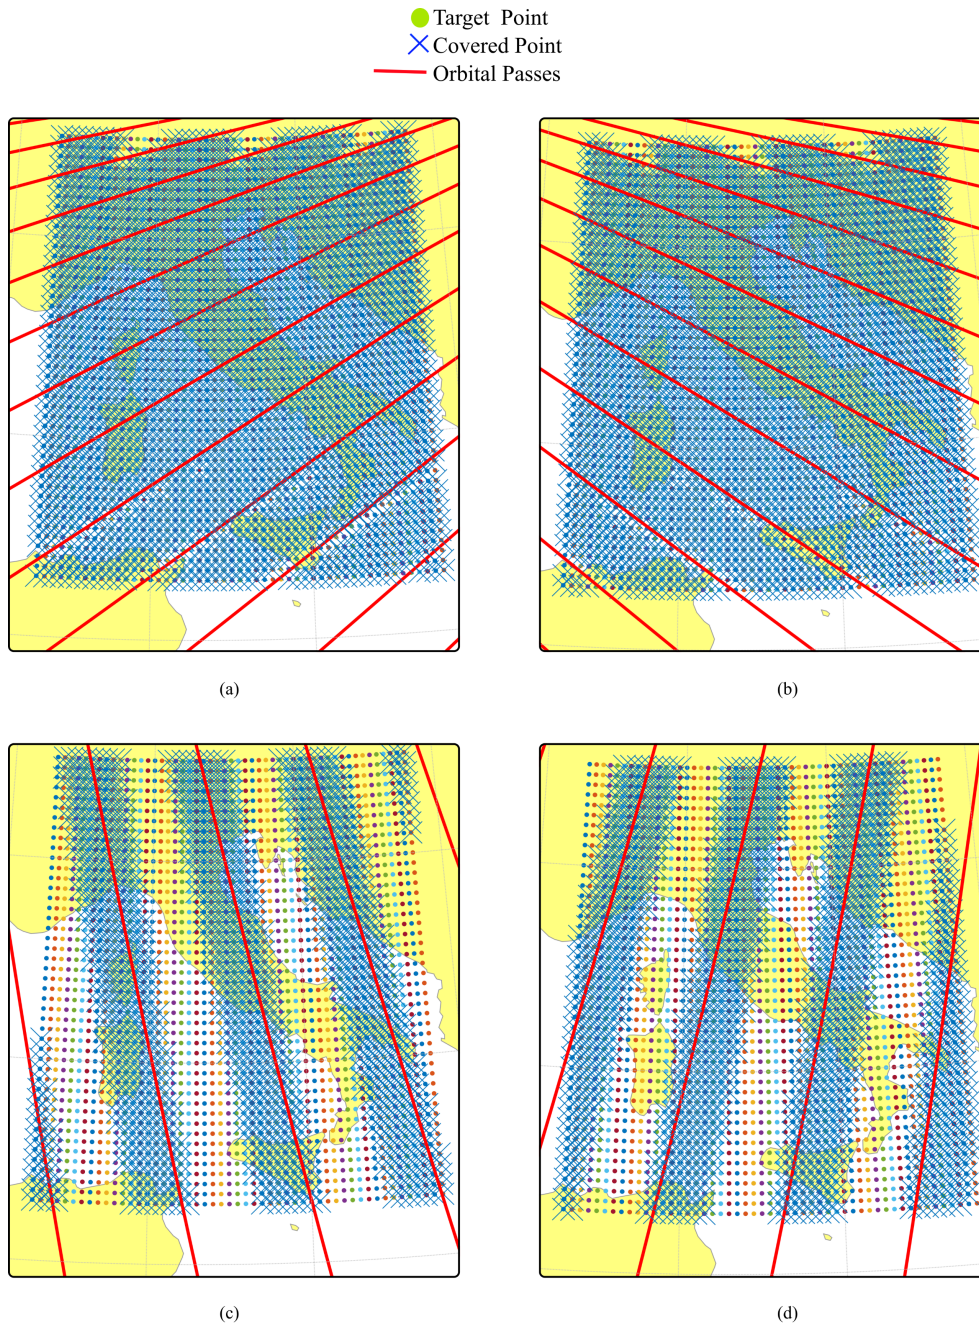 Target Point
Covered Point
Orbital Passes
(a)
(b)
(c)
(d)